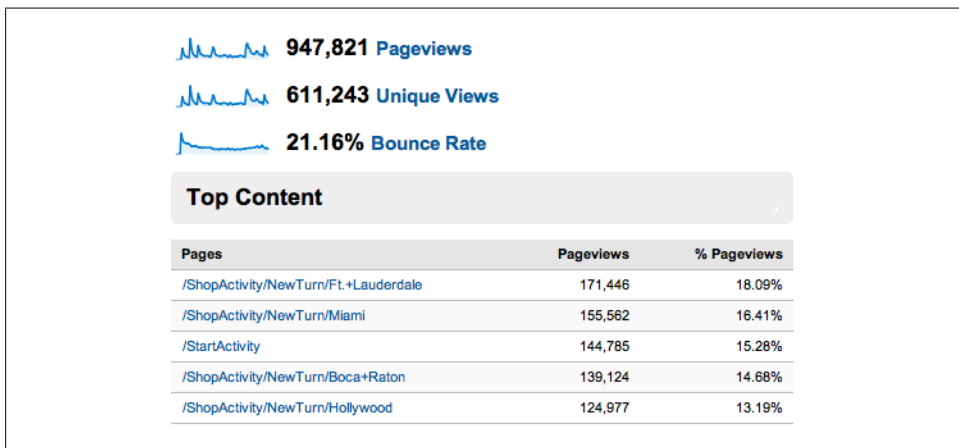 947,821 Pageviews
611,243 Unique Views
21.16% Bounce Rate
Top Content
Pages Pageviews % Pageviews
/ShopActivity/NewTurn/Ft.+Lauderdale 171,446 18.09%
/ShopActivity/NewTurn/Miami 155,562 16.41%
/StartActivity 144,785 15.28%
/ShopActivity/NewTurn/Boca+Raton 139,124 14.68%
/ShopActivity/NewTurn/Hollywood 124,977 13.19%